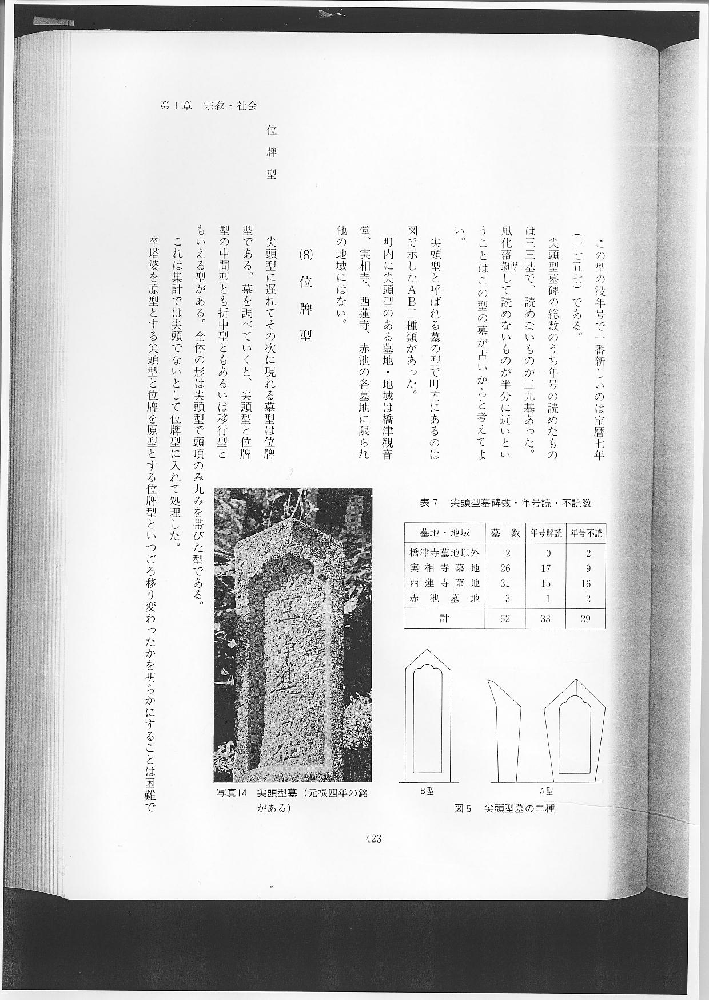 第1章　宗教・社会
この型の没年号で一番新しいのは宝暦七年
（一七五七）である。
尖頭型墓碑の総数のうち年号の読めたもの
は三三基で、読めないものが二九基あった。
風化落剥して読めないものが半分に近いとい
はく
うことはこの型の墓が古いからと考えてよ
い。
尖頭型と呼ばれる墓の型で町内にあるのは
図で示したＡＢ二種類があった。
町内に尖頭型のある墓地・地域は橋津観音
堂、実相寺、西蓮寺、赤池の各墓地に限られ
他の地域にはない。
(8)　位牌型
位牌型
尖頭型に遅れてその次に現れる墓型は位牌
型である。墓を調べていくと、尖頭型と位牌
型の中間型とも折中型ともあるいは移行型と
もいえる型がある。全体の形は尖頭型で頭頂のみ丸みを帯びた型である。
これは集計では尖頭でないとして位牌型に入れて処理した。
卒塔婆を原型とする尖頭型と位牌を原型とする位牌型といつごろ移り変わったかを明らかにすることは困難で
表7　尖頭型墓碑数・年号読・不読数
墓地・地域　墓　数　年号解読　年号不読
橋津寺墓地以外　2　0　2
実相寺墓地　26　17　9
西蓮寺墓地　31　15　16
赤池墓地　3　1　2
計　62　33　29
B型
A型
図5　尖頭型墓の二種
写真14　尖頭型墓（元禄四年の銘
がある）
423